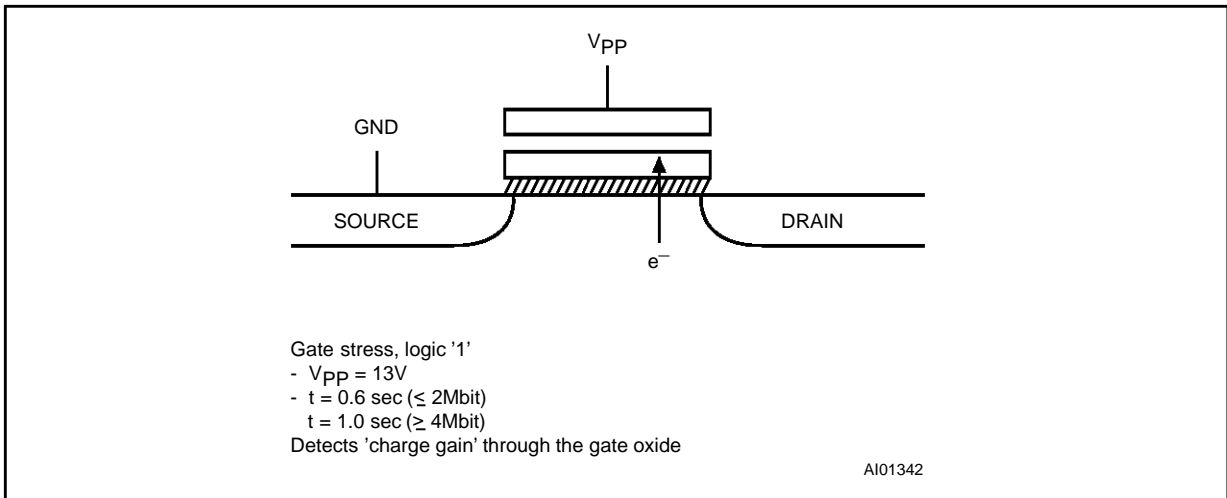 VPP
GND
SOURCE
DRAIN
e–
Gate stress, logic '1'
- VPP = 13V
- t = 0.6 sec (≤ 2Mbit)
t = 1.0 sec (≥ 4Mbit)
Detects 'charge gain' through the gate oxide
AI01342